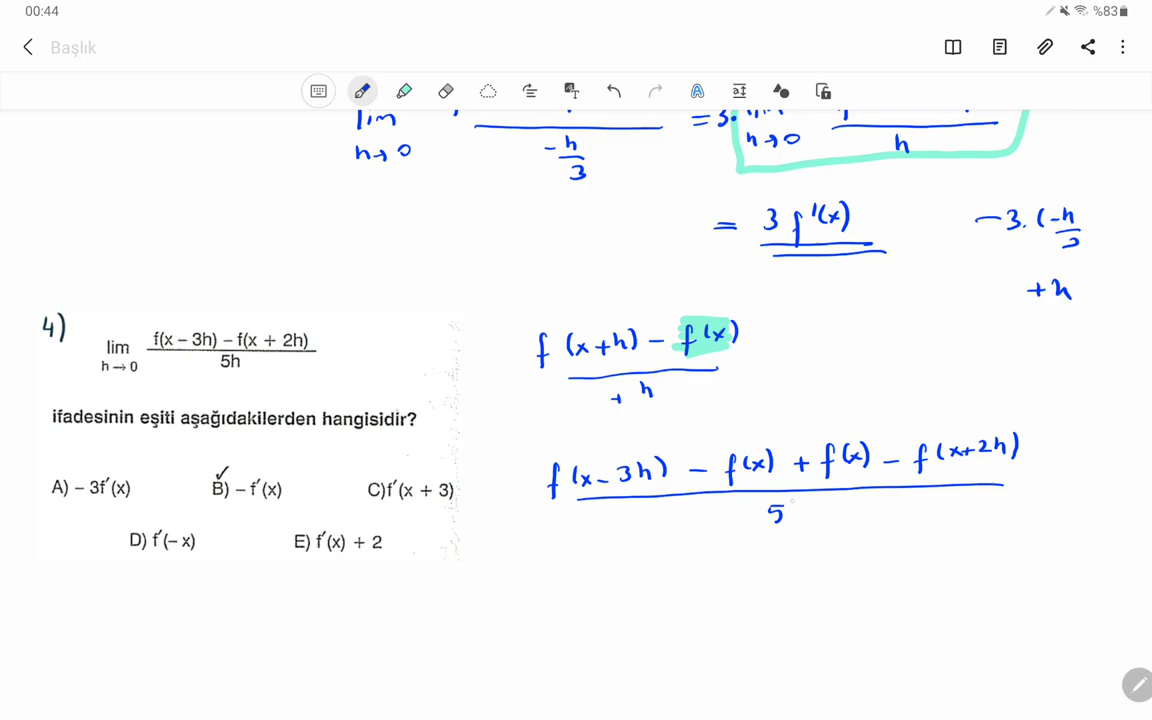 00:44
%83
Başlık
lim
h→0
-h/3
= 3.
h→0
h
= 3 f'(x)
-3.(-h
+h
4)
lim h→0 f(x – 3h) – f(x + 2h) / 5h
ifadesinin eşiti aşağıdakilerden hangisidir?
A) – 3f′(x) B) – f′(x) C)f′(x + 3)
D) f′(– x) E) f′(x) + 2
f(x+h) - f(x)
+ h
f(x-3h) - f(x) + f(x) - f(x+2h)
5